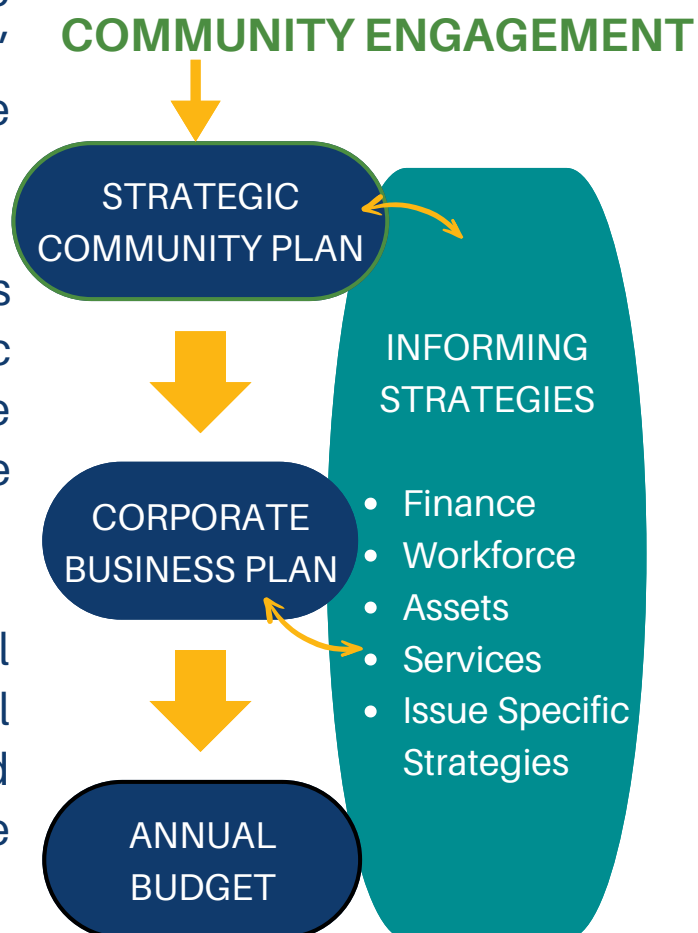 COMMUNITY ENGAGEMENT
STRATEGIC
COMMUNITY PLAN
INFORMING
STRATEGIES
• Finance
• Workforce
• Assets
• Services
• Issue Specific
Strategies
CORPORATE
BUSINESS PLAN
ANNUAL
BUDGET